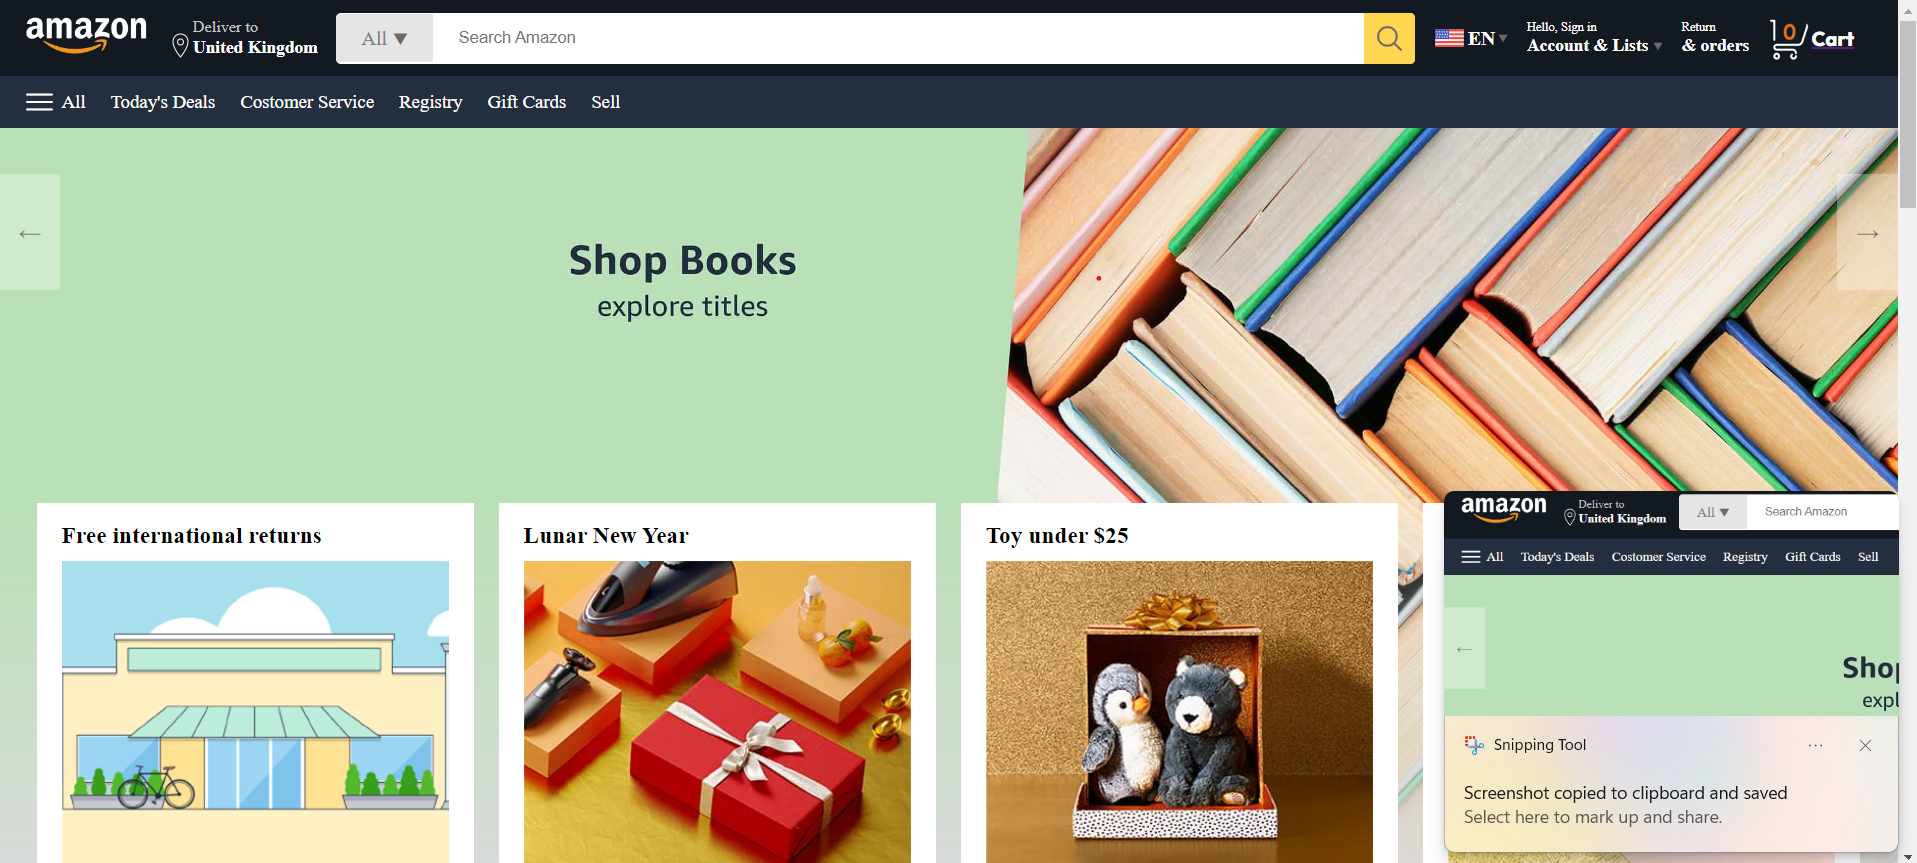 amazon
Deliver to
United Kingdom
All ▼
Search Amazon
EN
Hello, Sign in
Account & Lists
Return
& orders
0
Cart
All
Today's Deals
Costomer Service
Registry
Gift Cards
Sell
←
→
Shop Books
explore titles
Free international returns
Lunar New Year
Toy under $25
amazon
Deliver to
United Kingdom
All ▼
Search Amazon
All
Today's Deals
Costomer Service
Registry
Gift Cards
Sell
←
Shop
expl
Snipping Tool
Screenshot copied to clipboard and saved
Select here to mark up and share.